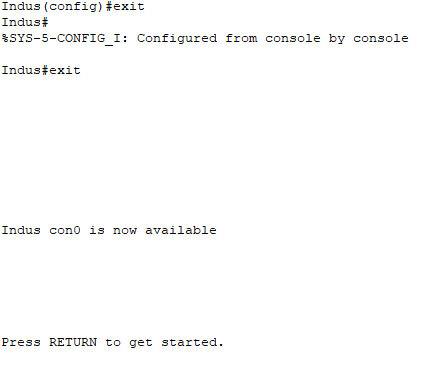 Indus(config)#exit
Indus#
%SYS-5-CONFIG_I: Configured from console by console
Indus#exit
Indus con0 is now available
Press RETURN to get started.